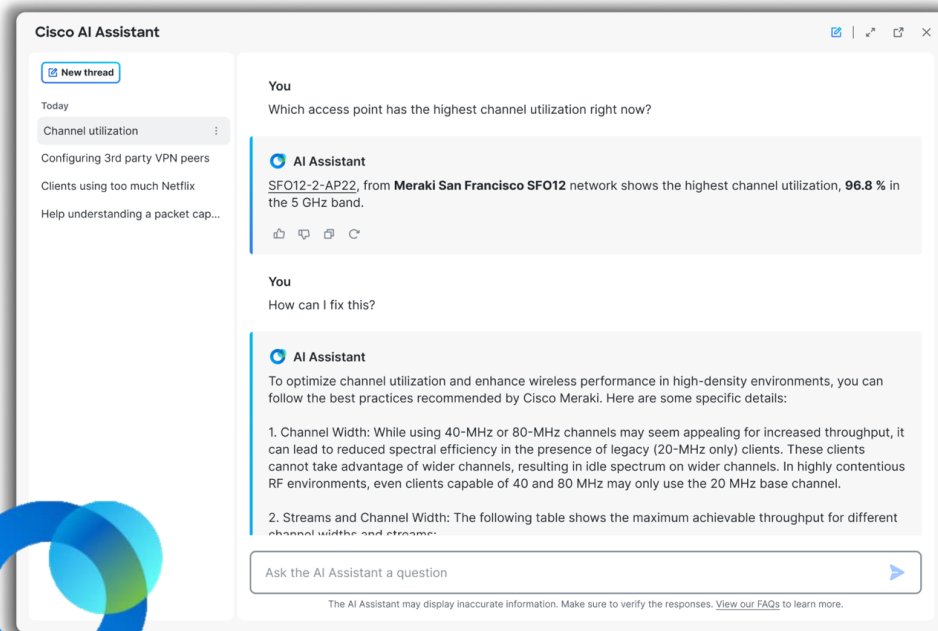 Cisco AI Assistant
New thread
Today
Channel utilization
Configuring 3rd party VPN peers
Clients using too much Netflix
Help understanding a packet cap...
You
Which access point has the highest channel utilization right now?
AI Assistant
SFO12-2-AP22, from Meraki San Francisco SFO12 network shows the highest channel utilization, 96.8 % in
the 5 GHz band.
You
How can I fix this?
AI Assistant
To optimize channel utilization and enhance wireless performance in high-density environments, you can
follow the best practices recommended by Cisco Meraki. Here are some specific details:
1. Channel Width: While using 40-MHz or 80-MHz channels may seem appealing for increased throughput, it
can lead to reduced spectral efficiency in the presence of legacy (20-MHz only) clients. These clients
cannot take advantage of wider channels, resulting in idle spectrum on wider channels. In highly contentious
RF environments, even clients capable of 40 and 80 MHz may only use the 20 MHz base channel.
2. Streams and Channel Width: The following table shows the maximum achievable throughput for different
channel widths and streams:
Ask the AI Assistant a question
The AI Assistant may display inaccurate information. Make sure to verify the responses. View our FAQs to learn more.